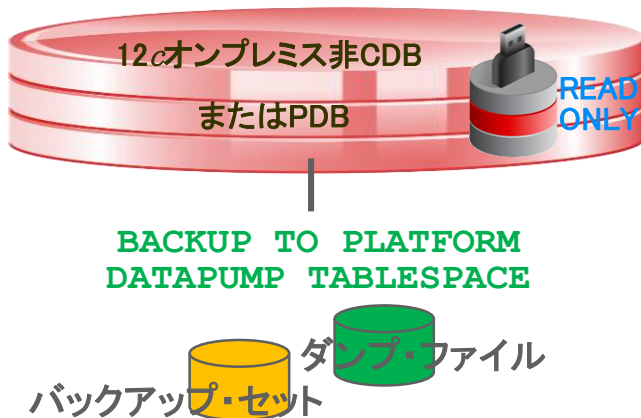 12cオンプレミス非CDB
またはPDB
READ
ONLY
BACKUP TO PLATFORM
DATAPUMP TABLESPACE
ダンプ・ファイル
バックアップ・セット